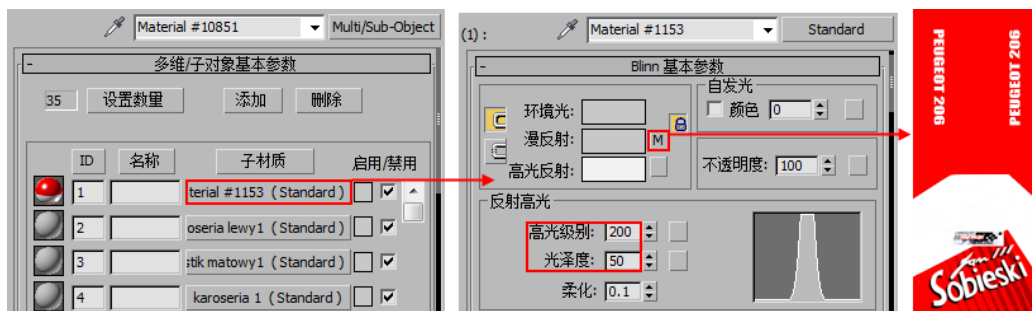 Material #10851
Multi/Sub-Object
-
多维/子对象基本参数
35
设置数量
添加
删除
ID
名称
子材质
启用/禁用
1
terial #1153 ( Standard )
2
oseria lewy1 ( Standard )
3
stik matowy1 ( Standard )
4
karoseria 1 ( Standard )
(1) :
Material #1153
Standard
-
Blinn 基本参数
环境光:
漫反射:
M
高光反射:
自发光
颜色
0
不透明度:
100
反射高光
高光级别:
200
光泽度:
50
柔化:
0.1
PEUGEOT 206
PEUGEOT 206
Sobieski